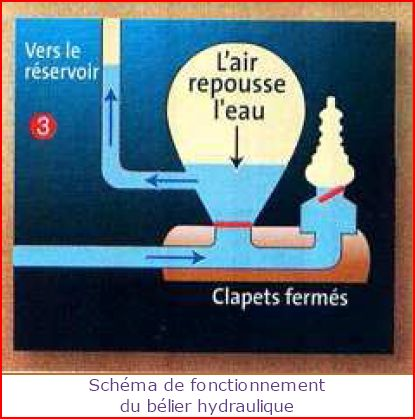 Vers le
réservoir
3
L'air
repousse
l'eau
Clapets fermés
Schéma de fonctionnement
du bélier hydraulique